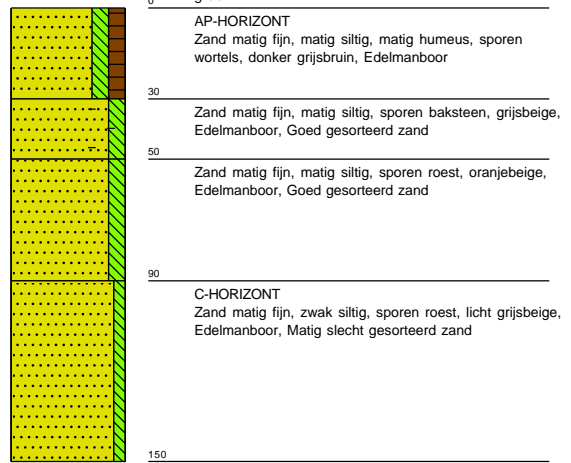 0
AP-HORIZONT
Zand matig fijn, matig siltig, matig humeus, sporen
wortels, donker grijsbruin, Edelmanboor
30
Zand matig fijn, matig siltig, sporen baksteen, grijsbeige,
Edelmanboor, Goed gesorteerd zand
50
Zand matig fijn, matig siltig, sporen roest, oranjebeige,
Edelmanboor, Goed gesorteerd zand
90
C-HORIZONT
Zand matig fijn, zwak siltig, sporen roest, licht grijsbeige,
Edelmanboor, Matig slecht gesorteerd zand
150